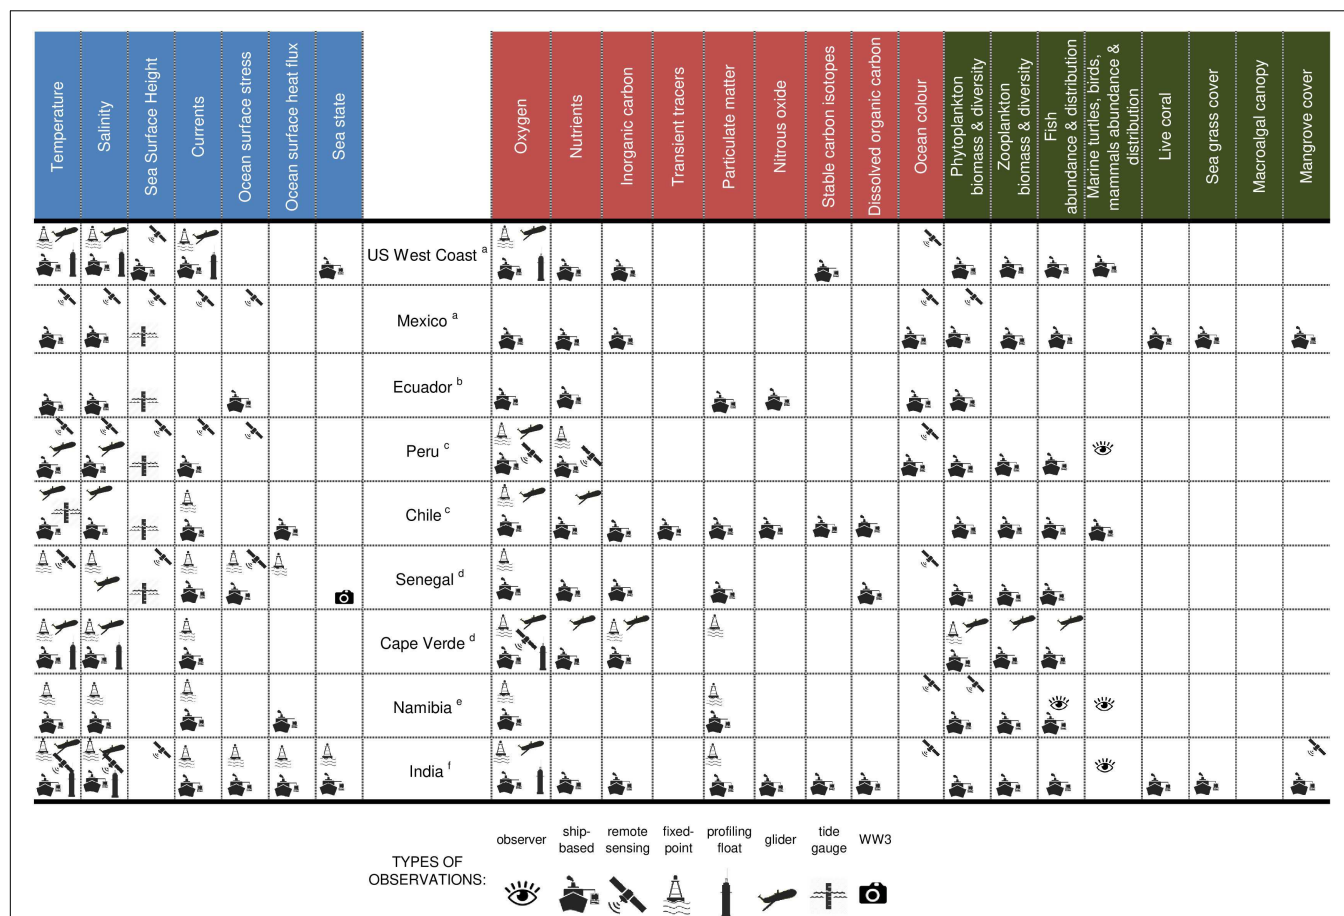 Temperature
Salinity
Sea Surface Height
Currents
Ocean surface stress
Ocean surface heat flux
Sea state
Oxygen
Nutrients
Inorganic carbon
Transient tracers
Particulate matter
Nitrous oxide
Stable carbon isotopes
Dissolved organic carbon
Ocean colour
Phytoplankton
biomass & diversity
Zooplankton
biomass & diversity
Fish
abundance & distribution
Marine turtles, birds,
mammals abundance &
distribution
Live coral
Sea grass cover
Macroalgal canopy
Mangrove cover
US West Coast a
Mexico a
Ecuador b
Peru c
Chile c
Senegal d
Cape Verde d
Namibia e
India f
TYPES OF
OBSERVATIONS:
observer
ship-
based
remote
sensing
fixed-
point
profiling
float
glider
tide
gauge
WW3